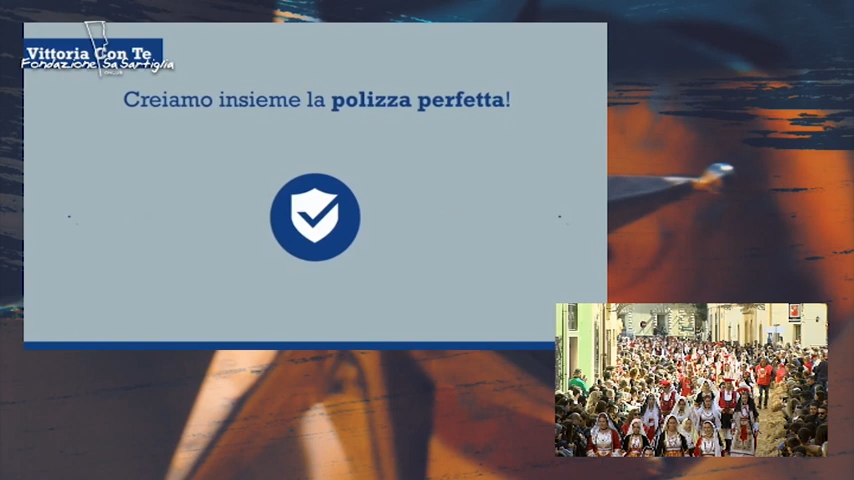 Vittoria Con Te
Fondazione Sa Sartiglia
Creiamo insieme la polizza perfetta!